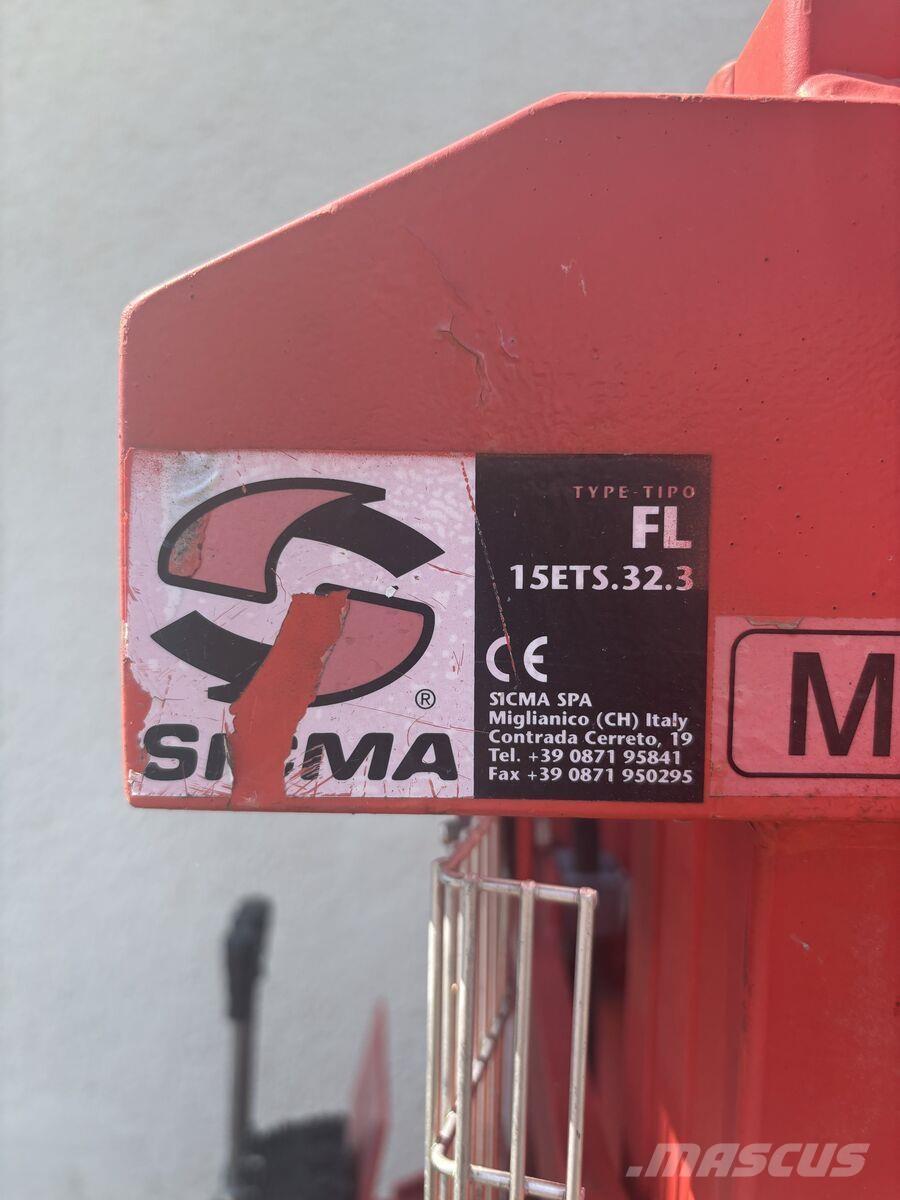 TYPE-TIPO
FL
15ETS.32.3
CE
SICMA SPA
Miglianico (CH) Italy
Contrada Cerreto, 19
Tel. +39 0871 95841
Fax +39 0871 950295
®
SICMA
M
.MASCUS